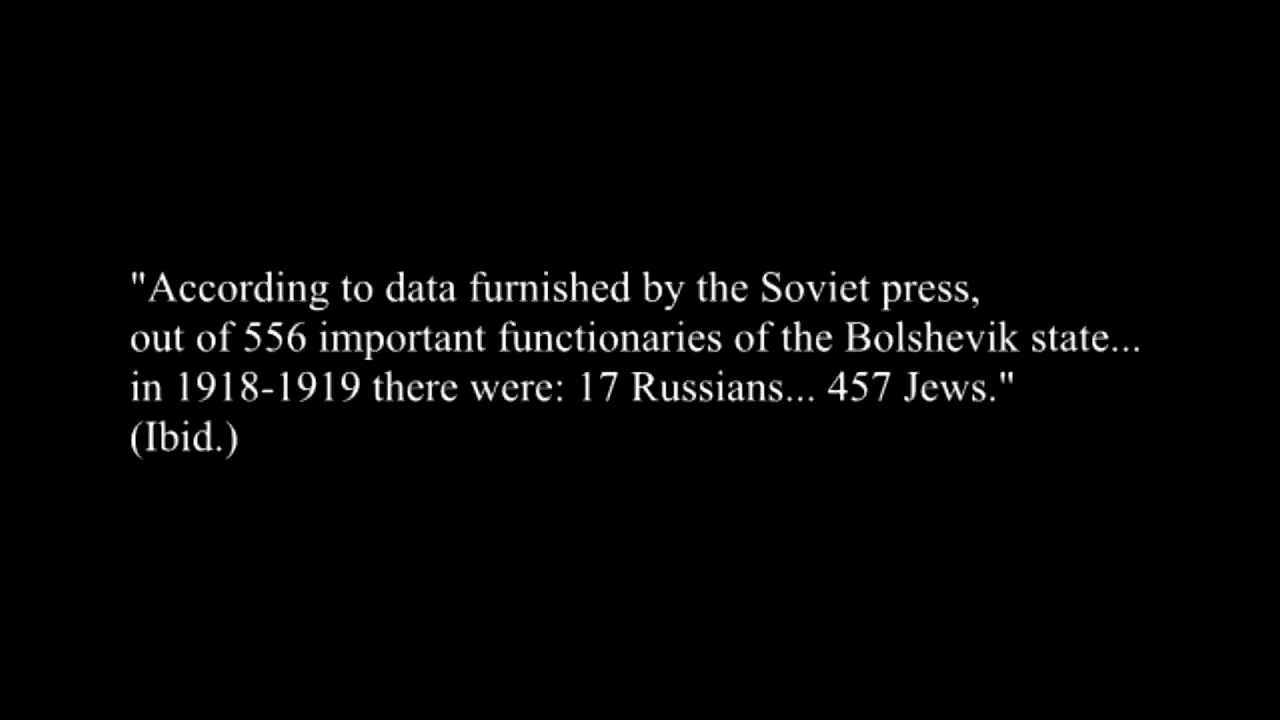 "According to data furnished by the Soviet press,
out of 556 important functionaries of the Bolshevik state...
in 1918-1919 there were: 17 Russians... 457 Jews."
(Ibid.)